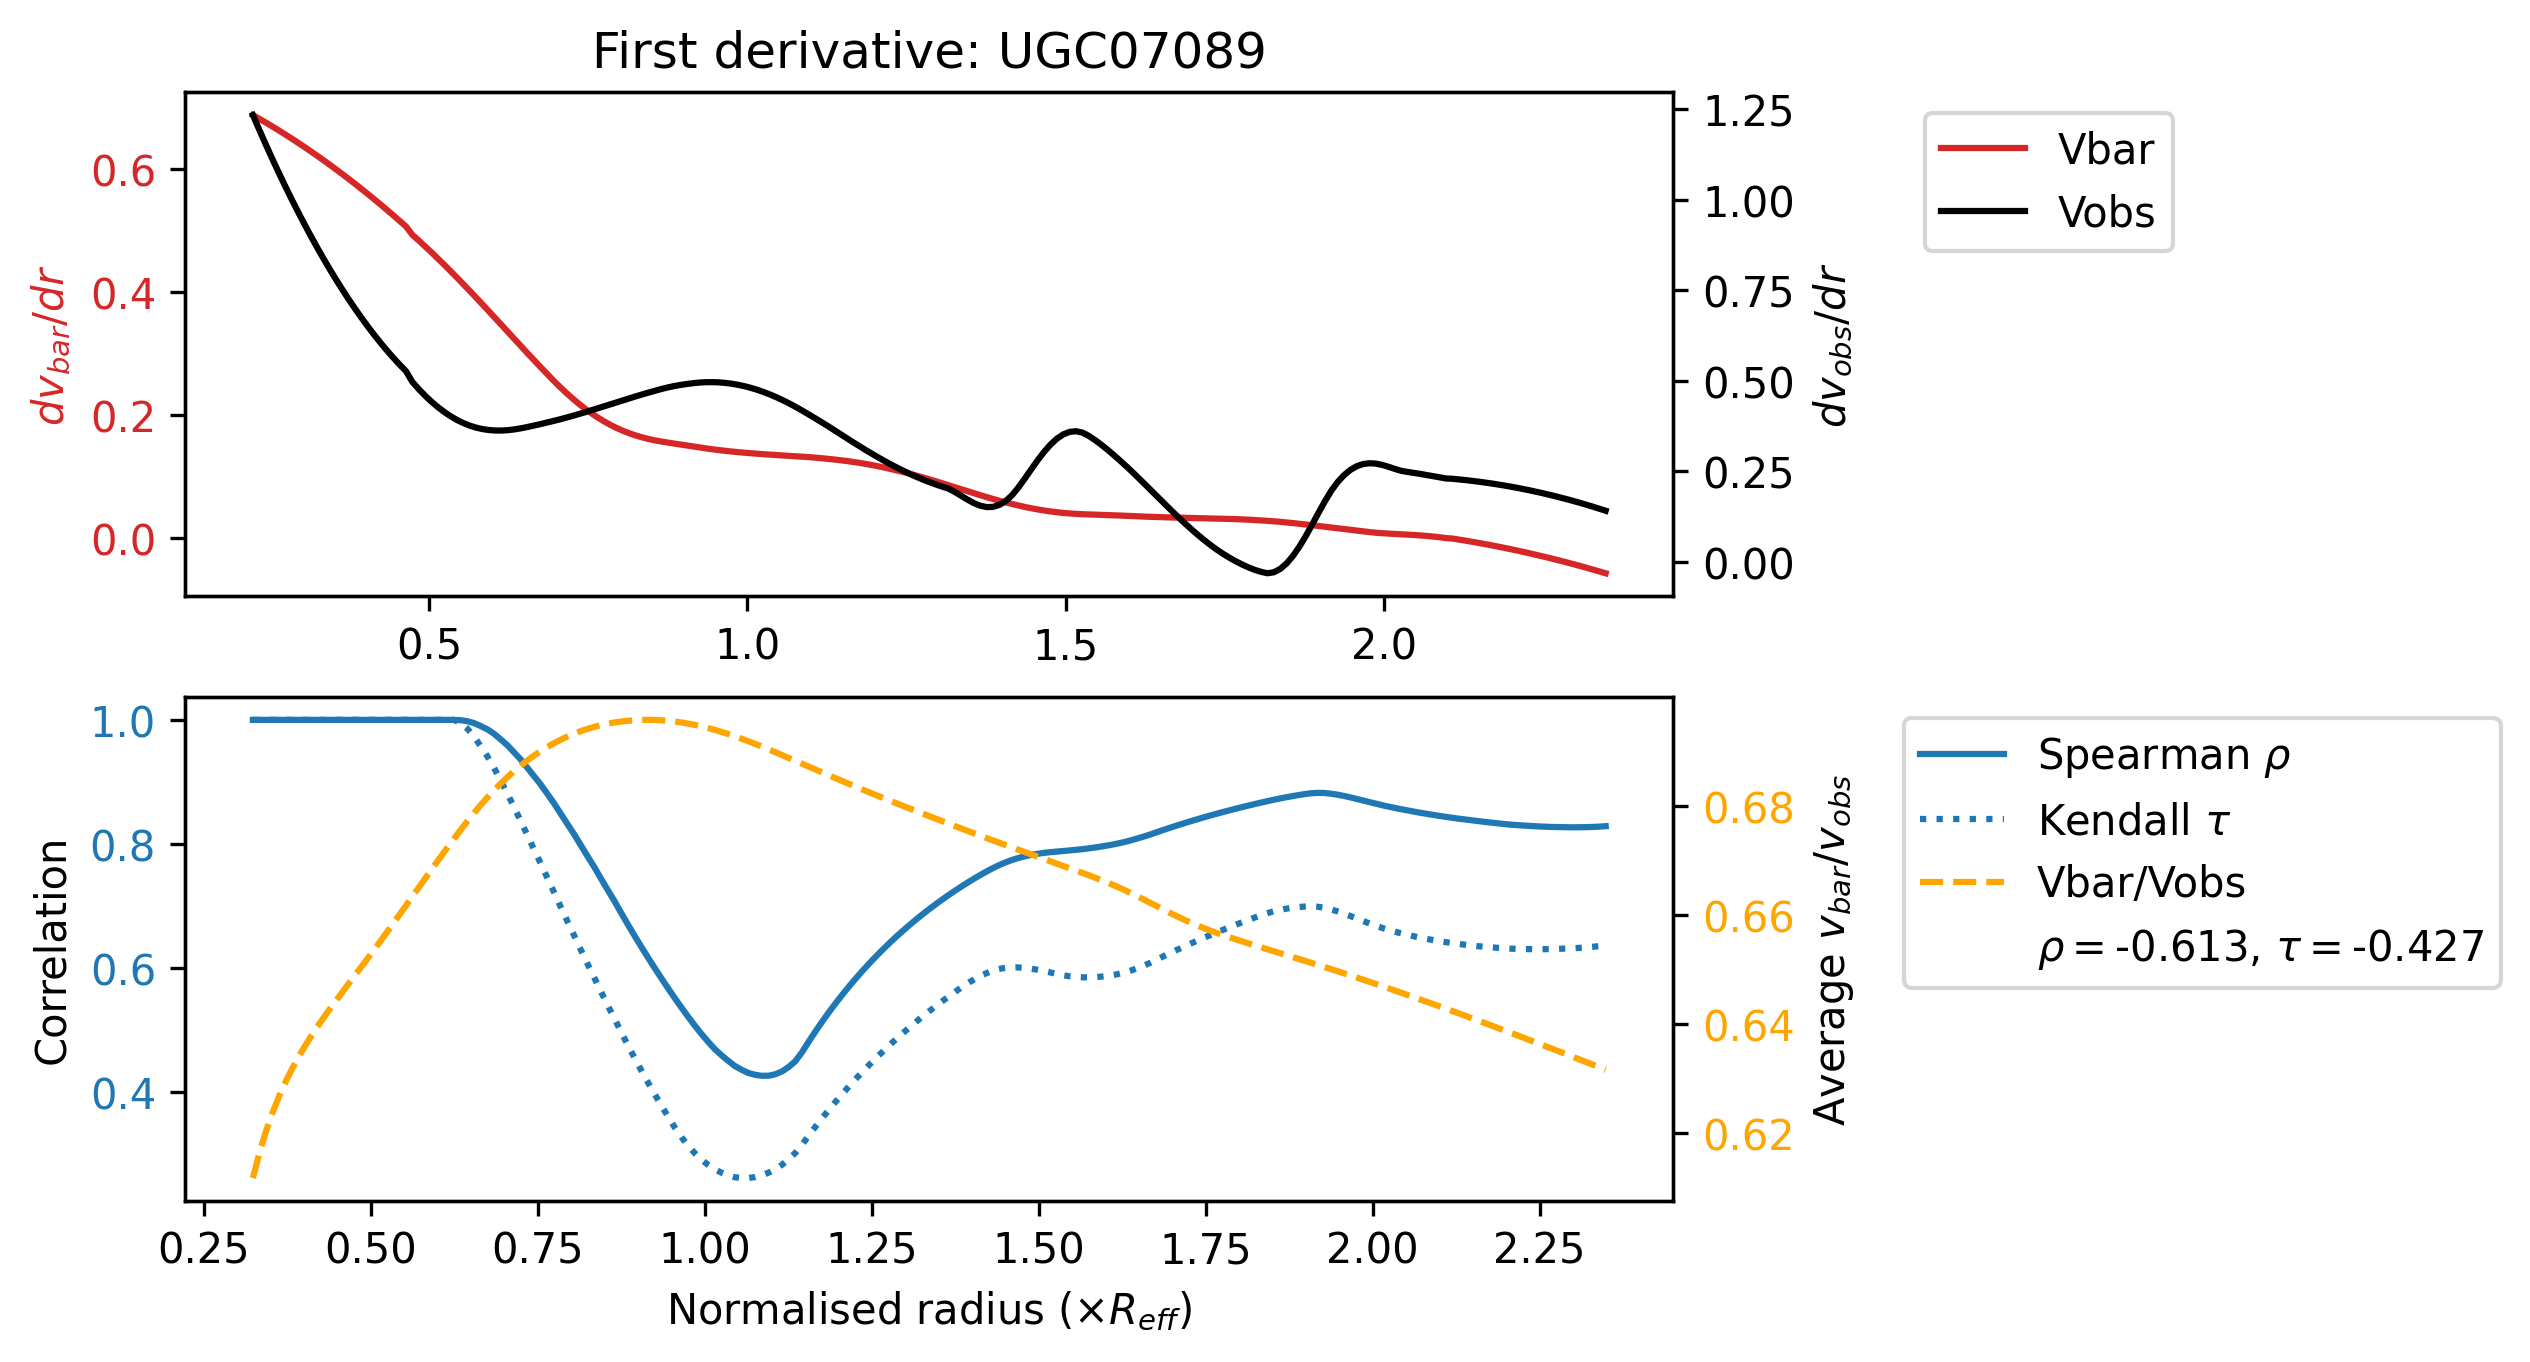 First derivative: UGC07089
dv_bar/dr
0.6
0.4
0.2
0.0
1.25
1.00
0.75
0.50
0.25
0.00
dv_obs/dr
0.5 1.0 1.5 2.0
Vbar
Vobs
Correlation
1.0
0.8
0.6
0.4
0.68
0.66
0.64
0.62
Average v_bar/v_obs
0.25 0.50 0.75 1.00 1.25 1.50 1.75 2.00 2.25
Normalised radius (×R_eff)
Spearman ρ
Kendall τ
Vbar/Vobs
ρ = -0.613, τ = -0.427